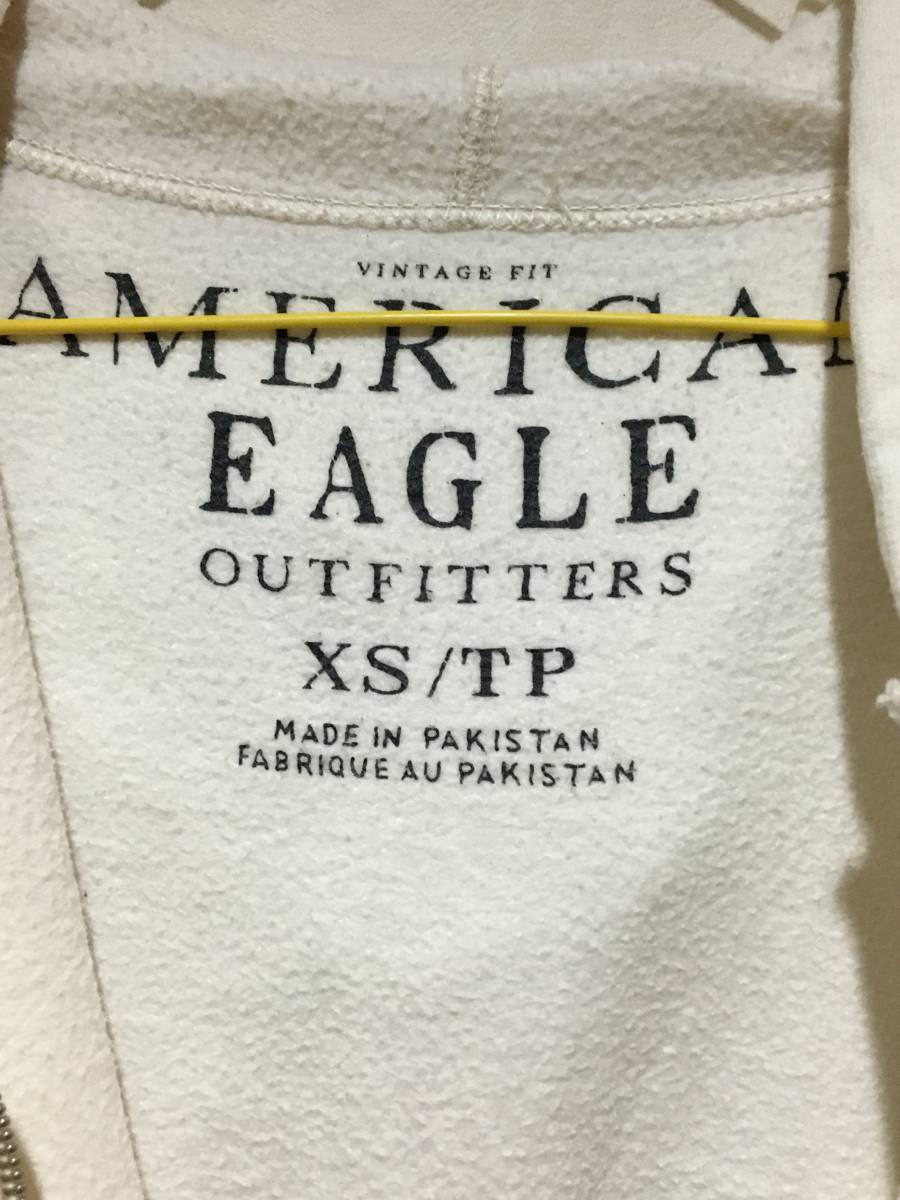 VINTAGE FIT
AMERICAN
EAGLE
OUTFITTERS
XS/TP
MADE IN PAKISTAN
FABRIQUE AU PAKISTAN